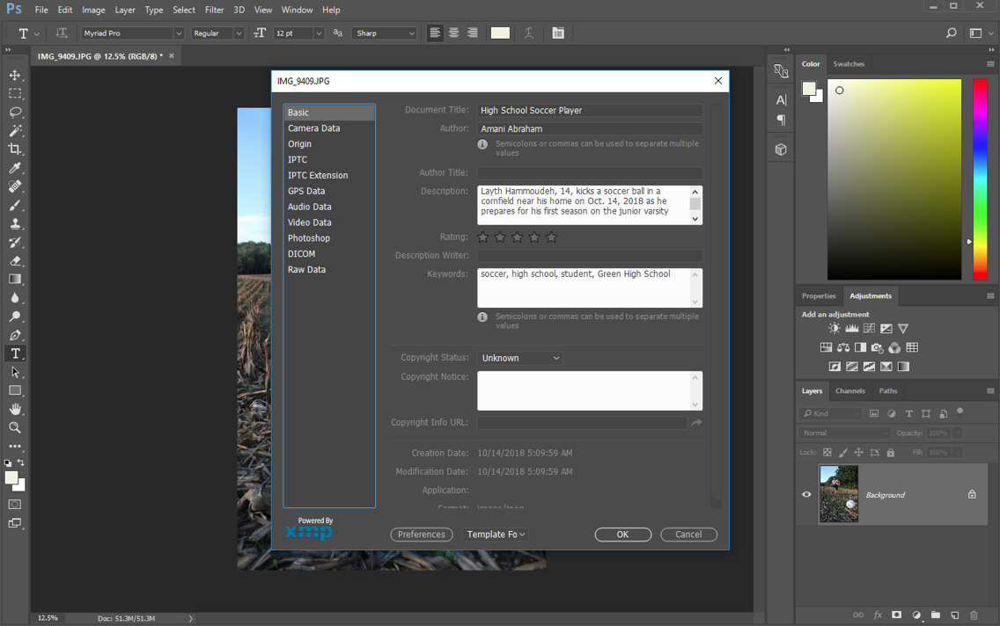 Ps File Edit Image Layer Type Select Filter 3D View Window Help
T Myriad Pro Regular 12 pt Sharp
IMG_9409.JPG @ 12.5% (RGB/8) *
IMG_9409.JPG
Basic
Camera Data
Origin
IPTC
IPTC Extension
GPS Data
Audio Data
Video Data
Photoshop
DICOM
Raw Data
Powered By
xmp
Document Title: High School Soccer Player
Author: Amani Abraham
Semicolons or commas can be used to separate multiple
values
Author Title:
Description: Layth Hammoudeh, 14, kicks a soccer ball in a
cornfield near his home on Oct. 14, 2018 as he
prepares for his first season on the junior varsity
Rating:
Description Writer:
Keywords: soccer, high school, student, Green High School
Semicolons or commas can be used to separate multiple
values
Copyright Status: Unknown
Copyright Notice:
Copyright Info URL:
Creation Date: 10/14/2018 5:09:59 AM
Modification Date: 10/14/2018 5:09:59 AM
Application:
Format: image/jpeg
Preferences Template Fo OK Cancel
Color Swatches
Properties Adjustments
Add an adjustment
Layers Channels Paths
Kind
Normal Opacity: 100%
Lock: Fill: 100%
Background
fx
12.5% Doc: 51.3M/51.3M